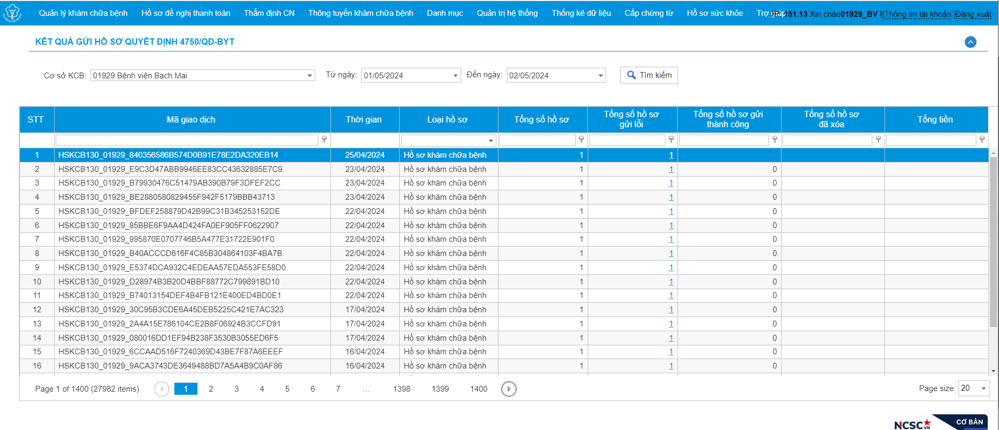 Quản lý khám chữa bệnh Hồ sơ đề nghị thanh toán Thẩm định CN Thông tuyến khám chữa bệnh Danh mục Quản trị hệ thống Thống kê dữ liệu Cấp chứng từ Hồ sơ sức khỏe Trợ giúp 151.13 Xin chào01929_BV !|Thông tin tài khoản |Đăng xuất
KẾT QUẢ GỬI HỒ SƠ QUYẾT ĐỊNH 4750/QĐ-BYT
Cơ sở KCB: 01929 Bệnh viện Bạch Mai Từ ngày: 01/05/2024 Đến ngày: 02/05/2024 Tìm kiếm
STT Mã giao dịch Thời gian Loại hồ sơ Tổng số hồ sơ Tổng số hồ sơ gửi lỗi Tổng số hồ sơ gửi thành công Tổng số hồ sơ đã xóa Tổng tiền
1 HSKCB130_01929_840356586B574D0B91E78E2DA320EB14 25/04/2024 Hồ sơ khám chữa bệnh 1 1
2 HSKCB130_01929_E9C3D47ABB9946EE83CC43632885E7C9 23/04/2024 Hồ sơ khám chữa bệnh 1 1 0
3 HSKCB130_01929_B79930476C51479AB390B79F3DFEF2CC 23/04/2024 Hồ sơ khám chữa bệnh 1 1 0
4 HSKCB130_01929_BE2880580829455F942F5179BBB43713 23/04/2024 Hồ sơ khám chữa bệnh 1 1 0
5 HSKCB130_01929_BFDEF258879D42B99C31B345253152DE 22/04/2024 Hồ sơ khám chữa bệnh 1 1 0
6 HSKCB130_01929_85BBE6F9AA4D424FA0EF905FF0622907 22/04/2024 Hồ sơ khám chữa bệnh 1 1 0
7 HSKCB130_01929_995870E0707746B5A477E31722E901F0 22/04/2024 Hồ sơ khám chữa bệnh 1 1 0
8 HSKCB130_01929_B40ACCCD616F4C85B304864103F4BA7B 22/04/2024 Hồ sơ khám chữa bệnh 1 1 0
9 HSKCB130_01929_E5374DCA932C4EDEAA57EDA553FE58D0 22/04/2024 Hồ sơ khám chữa bệnh 1 1 0
10 HSKCB130_01929_D28974B3B20D4BBF88772C799891BD10 22/04/2024 Hồ sơ khám chữa bệnh 1 1 0
11 HSKCB130_01929_B74013154DEF4B4FB121E400ED4BD0E1 22/04/2024 Hồ sơ khám chữa bệnh 1 1 0
12 HSKCB130_01929_30C95B3CDE6A45DEB5225C421E7AC323 17/04/2024 Hồ sơ khám chữa bệnh 1 1 0
13 HSKCB130_01929_2A4A15E786104CE2B8F06924B3CCFD91 17/04/2024 Hồ sơ khám chữa bệnh 1 1 0
14 HSKCB130_01929_080016DD1EF94B238F3530B3055ED6F5 17/04/2024 Hồ sơ khám chữa bệnh 1 1 0
15 HSKCB130_01929_6CCAAD516F7240369D43BE7F87A6EEEF 16/04/2024 Hồ sơ khám chữa bệnh 1 1 0
16 HSKCB130_01929_9ACA3743DE3649488BD7A5A4B9C0AF86 16/04/2024 Hồ sơ khám chữa bệnh 1 1 0
Page 1 of 1400 (27982 items) 1 2 3 4 5 6 7 … 1398 1399 1400 Page size: 20
NCSC VN CƠ BẢN